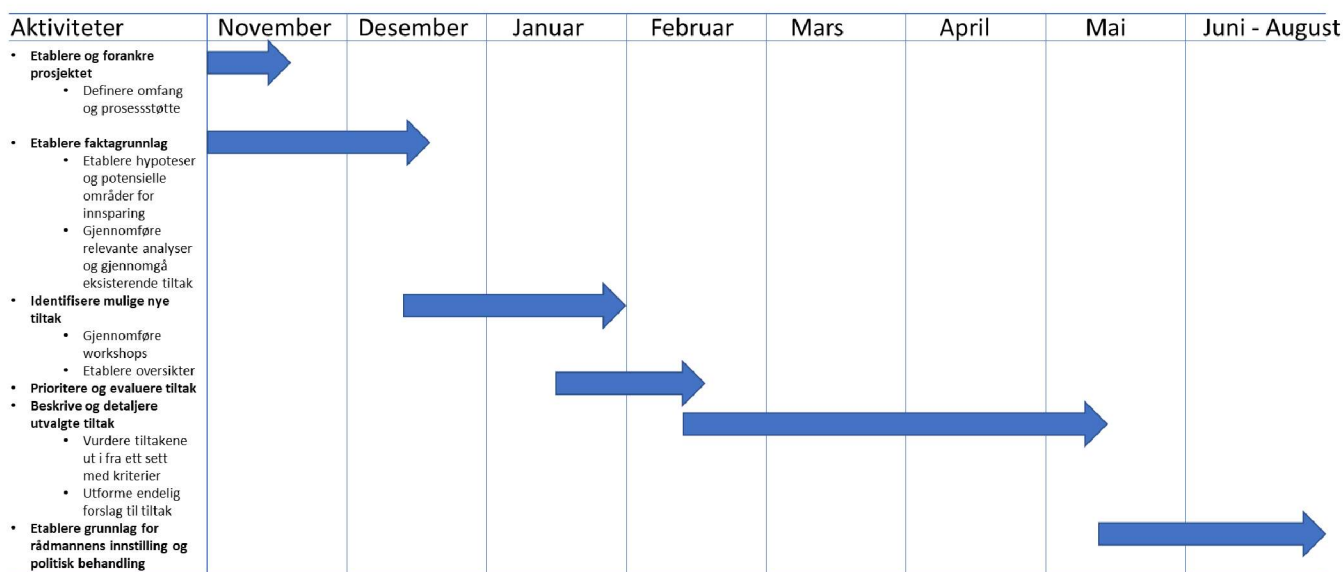 Aktiviteter November Desember Januar Februar Mars April Mai Juni - August
• Etablere og forankre
prosjektet
• Definere omfang
og prosessstøtte
• Etablere faktagrunnlag
• Etablere hypoteser
og potensielle
områder for
innsparing
• Gjennomføre
relevante analyser
og gjennomgå
eksisterende tiltak
• Identifisere mulige nye
tiltak
• Gjennomføre
workshops
• Etablere oversikter
• Prioritere og evaluere tiltak
• Beskrive og detaljere
utvalgte tiltak
• Vurdere tiltakene
ut i fra ett sett
med kriterier
• Utforme endelig
forslag til tiltak
• Etablere grunnlag for
rådmannens innstilling og
politisk behandling